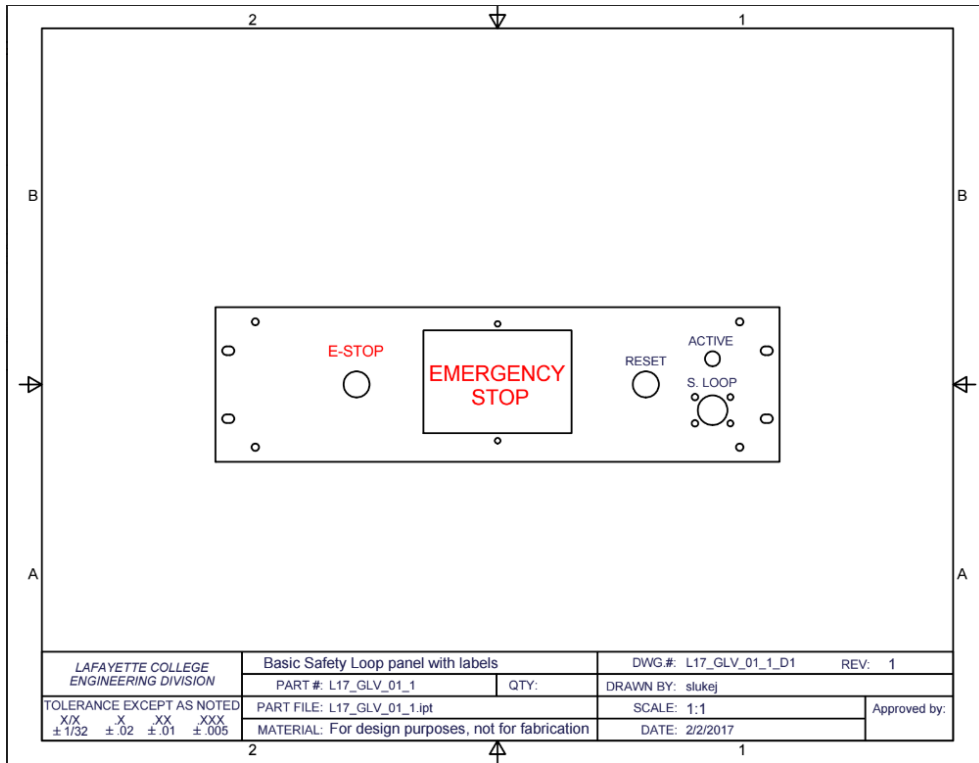 2 1
B B
E-STOP
EMERGENCY
STOP
RESET
ACTIVE
S. LOOP
A A
LAFAYETTE COLLEGE
ENGINEERING DIVISION
Basic Safety Loop panel with labels
DWG.#: L17_GLV_01_1_D1 REV: 1
PART #: L17_GLV_01_1 QTY:
DRAWN BY: slukej
TOLERANCE EXCEPT AS NOTED
X/X .X .XX .XXX
± 1/32 ± .02 ± .01 ± .005
PART FILE: L17_GLV_01_1.ipt
SCALE: 1:1
Approved by:
MATERIAL: For design purposes, not for fabrication
DATE: 2/2/2017
2 1